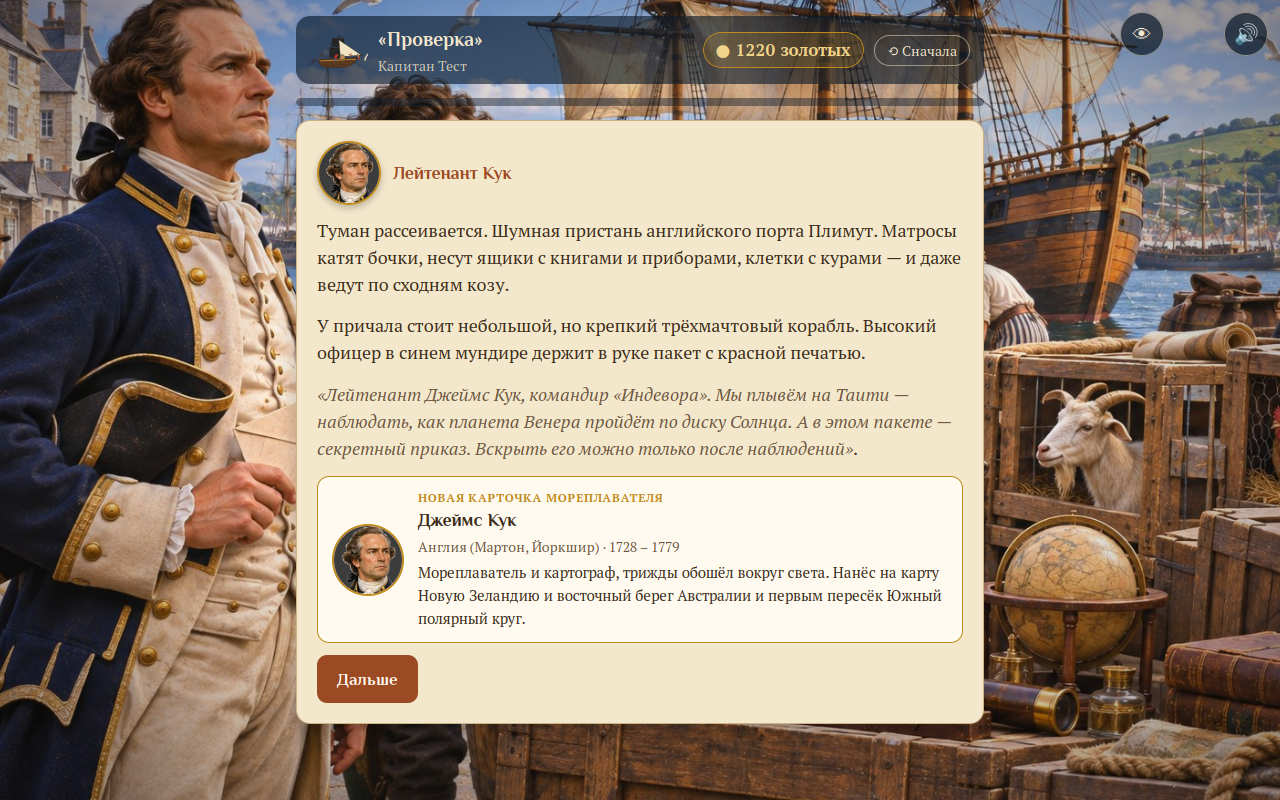 «Проверка»
Капитан Тест
1220 золотых
⟲ Сначала
Лейтенант Кук
Туман рассеивается. Шумная пристань английского порта Плимут. Матросы
катят бочки, несут ящики с книгами и приборами, клетки с курами — и даже
ведут по сходням козу.
У причала стоит небольшой, но крепкий трёхмачтовый корабль. Высокий
офицер в синем мундире держит в руке пакет с красной печатью.
«Лейтенант Джеймс Кук, командир «Индевора». Мы плывём на Таити —
наблюдать, как планета Венера пройдёт по диску Солнца. А в этом пакете —
секретный приказ. Вскрыть его можно только после наблюдений».
НОВАЯ КАРТОЧКА МОРЕПЛАВАТЕЛЯ
Джеймс Кук
Англия (Мартон, Йоркшир) · 1728 – 1779
Мореплаватель и картограф, трижды обошёл вокруг света. Нанёс на карту
Новую Зеландию и восточный берег Австралии и первым пересёк Южный
полярный круг.
Дальше